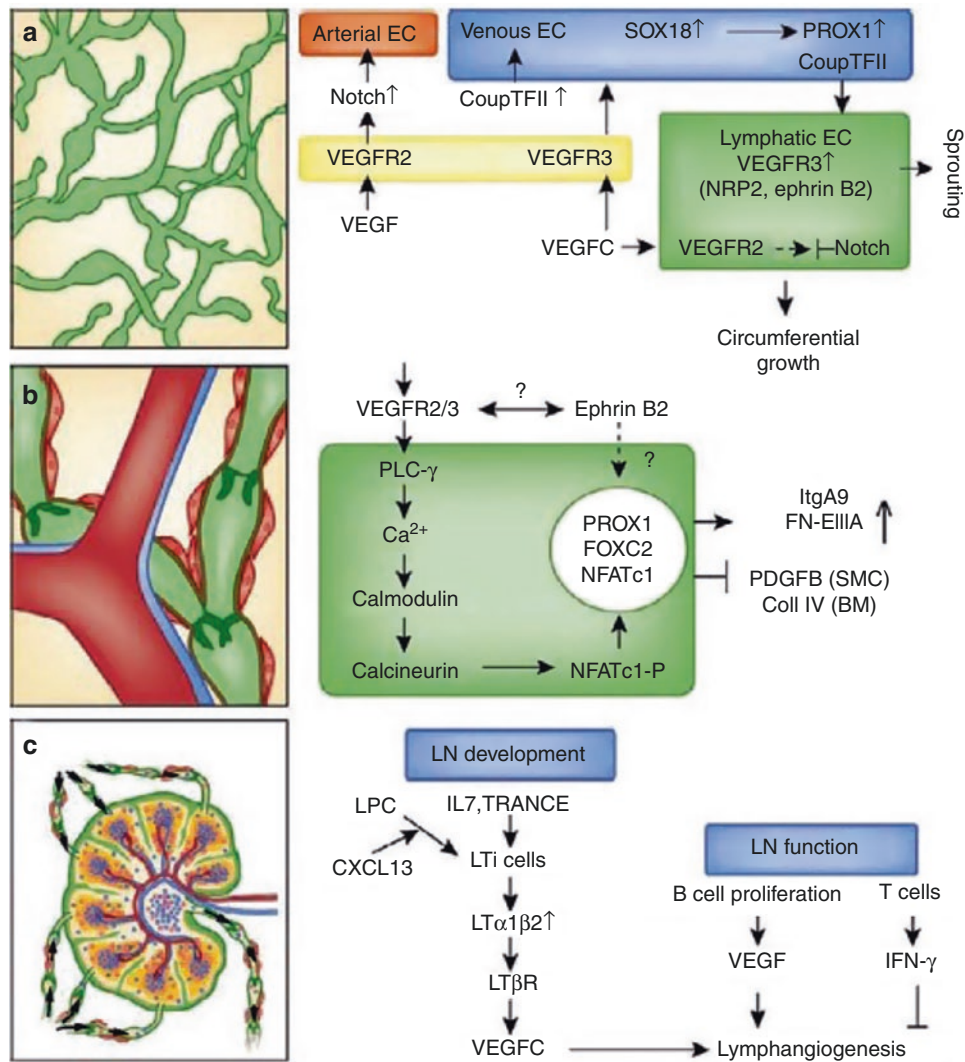 a
Arterial EC
Venous EC
SOX18↑
PROX1↑
CoupTFII
Notch↑
CoupTFII ↑
VEGFR2
VEGFR3
VEGF
VEGFC
Lymphatic EC
VEGFR3↑
(NRP2, ephrin B2)
VEGFR2
Notch
Sprouting
Circumferential
growth
b
VEGFR2/3
?
Ephrin B2
?
PLC-γ
Ca2+
Calmodulin
Calcineurin
NFATc1-P
PROX1
FOXC2
NFATc1
ItgA9
FN-EIIIA
PDGFB (SMC)
Coll IV (BM)
c
LN development
LPC
IL7,TRANCE
CXCL13
LTi cells
LTα1β2↑
LTβR
VEGFC
LN function
B cell proliferation
T cells
VEGF
IFN-γ
Lymphangiogenesis